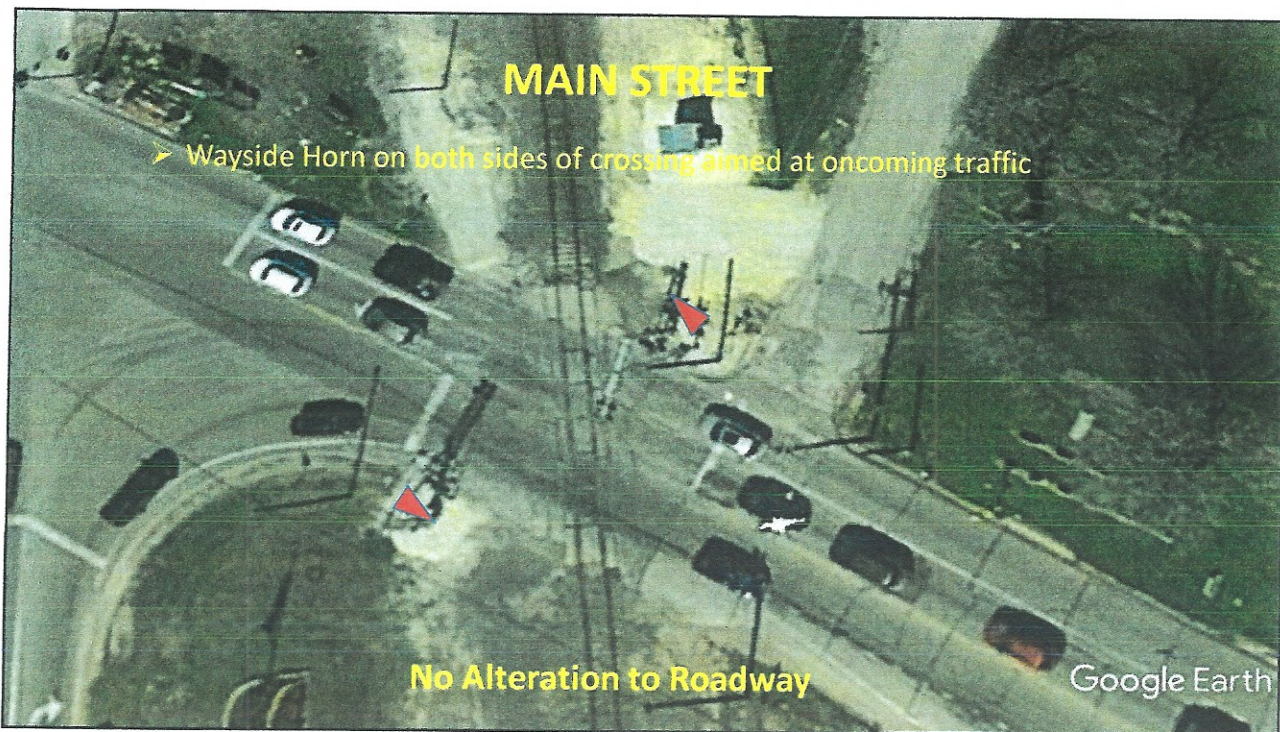 MAIN STREET
➢ Wayside Horn on both sides of crossing aimed at oncoming traffic
No Alteration to Roadway
Google Earth